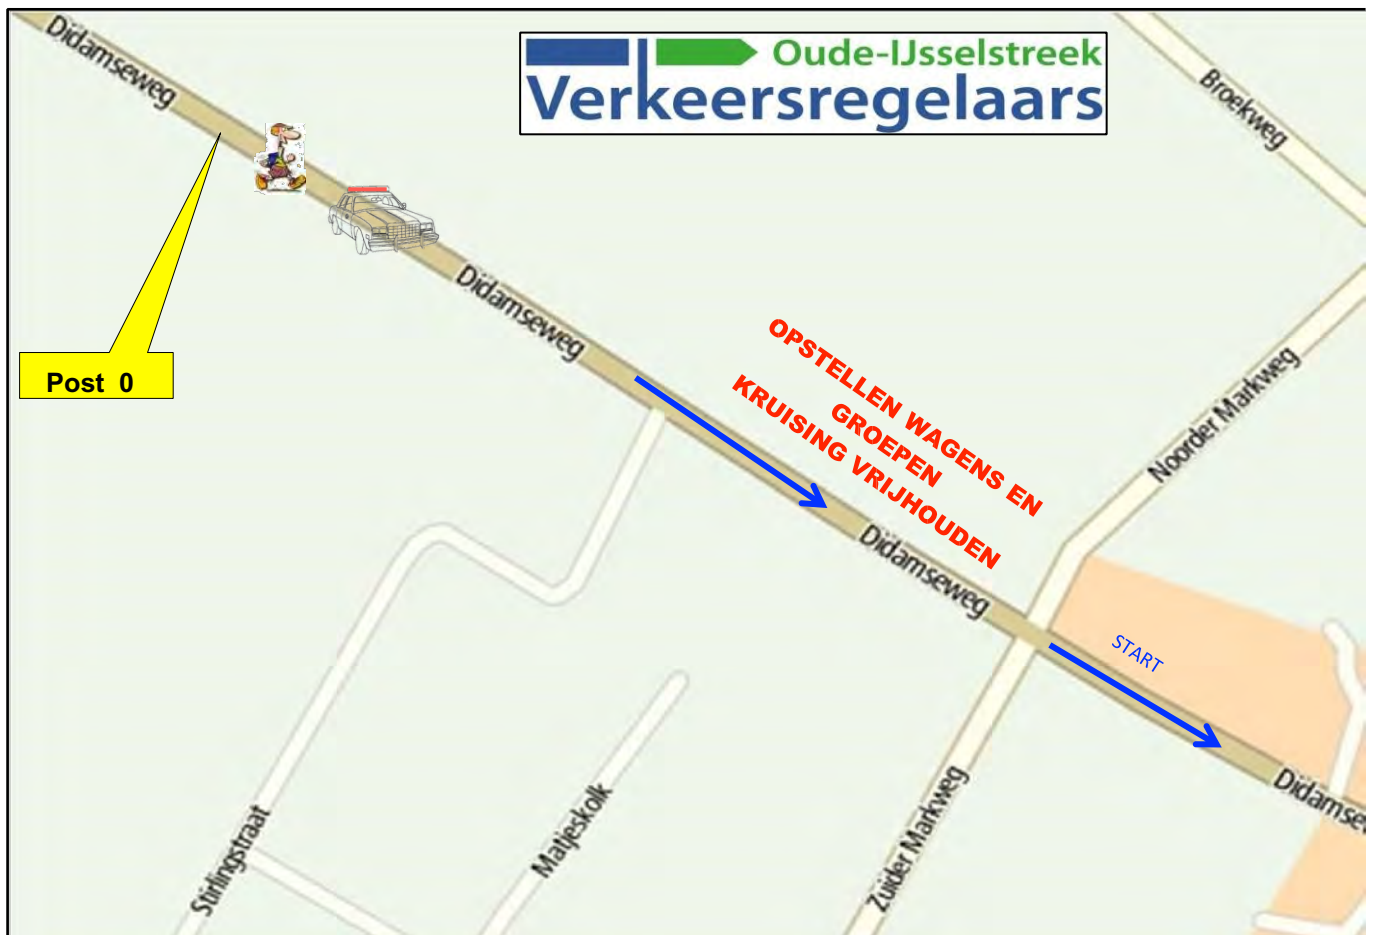 Didamseweg
Oude-IJsselstreek
Verkeersregelaars
Broekweg
Didamseweg
Post 0
OPSTELLEN WAGENS EN
GROEPEN
KRUISING VRIJHOUDEN
Noorder Markweg
Didamseweg
START
Didamsew
Stirlingstraat
Matjeskolk
Zuider Markweg